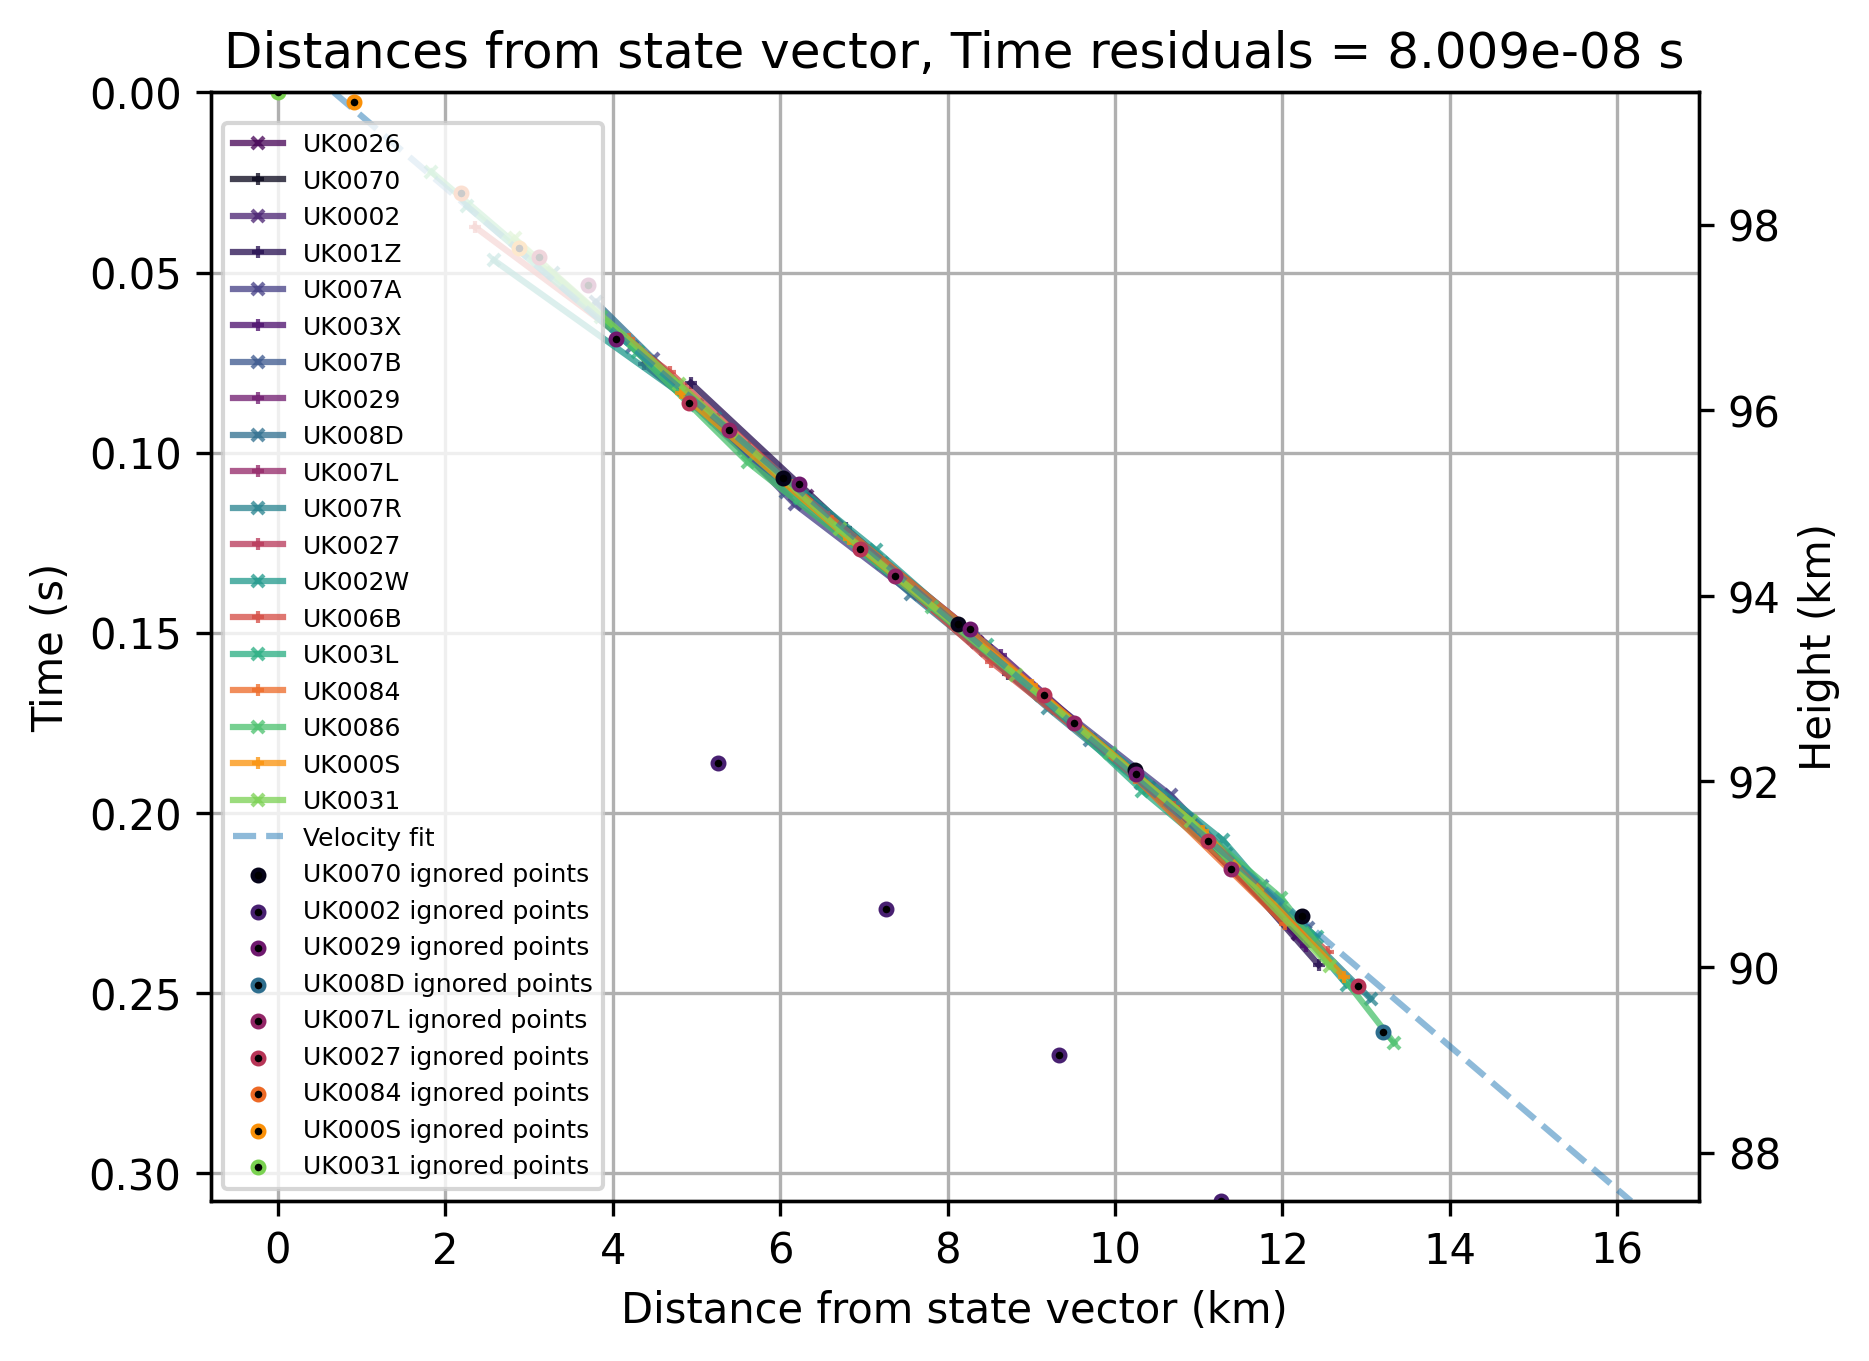 Distances from state vector, Time residuals = 8.009e-08 s
0.00
0.05
0.10
0.15
0.20
0.25
0.30
Time (s)
UK0026
UK0070
UK0002
UK001Z
UK007A
UK003X
UK007B
UK0029
UK008D
UK007L
UK007R
UK0027
UK002W
UK006B
UK003L
UK0084
UK0086
UK000S
UK0031
Velocity fit
UK0070 ignored points
UK0002 ignored points
UK0029 ignored points
UK008D ignored points
UK007L ignored points
UK0027 ignored points
UK0084 ignored points
UK000S ignored points
UK0031 ignored points
98
96
94
92
90
88
Height (km)
0 2 4 6 8 10 12 14 16
Distance from state vector (km)